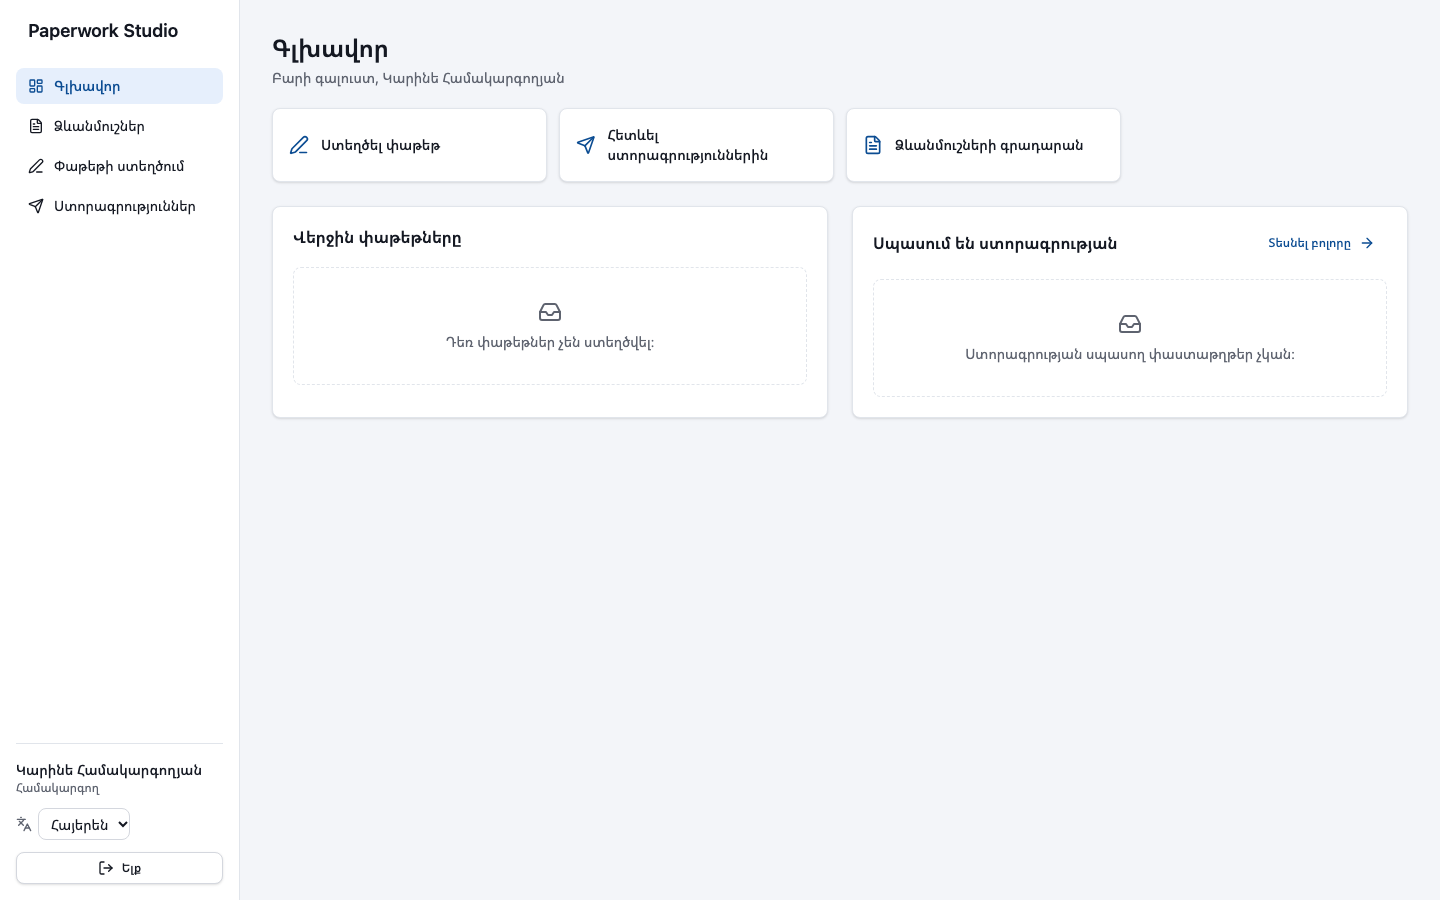 Paperwork Studio
Գլխավոր
Ձևանմուշներ
Փաթեթի ստեղծում
Ստորագրություններ
Կարինե Համակարգողյան
Համակարգող
Հայերեն
Ելք
Գլխավոր
Բարի գալուստ, Կարինե Համակարգողյան
Ստեղծել փաթեթ
Հետևել
ստորագրություններին
Ձևանմուշների գրադարան
Վերջին փաթեթները
Դեռ փաթեթներ չեն ստեղծվել։
Սպասում են ստորագրության
Տեսնել բոլորը
Ստորագրության սպասող փաստաթղթեր չկան։